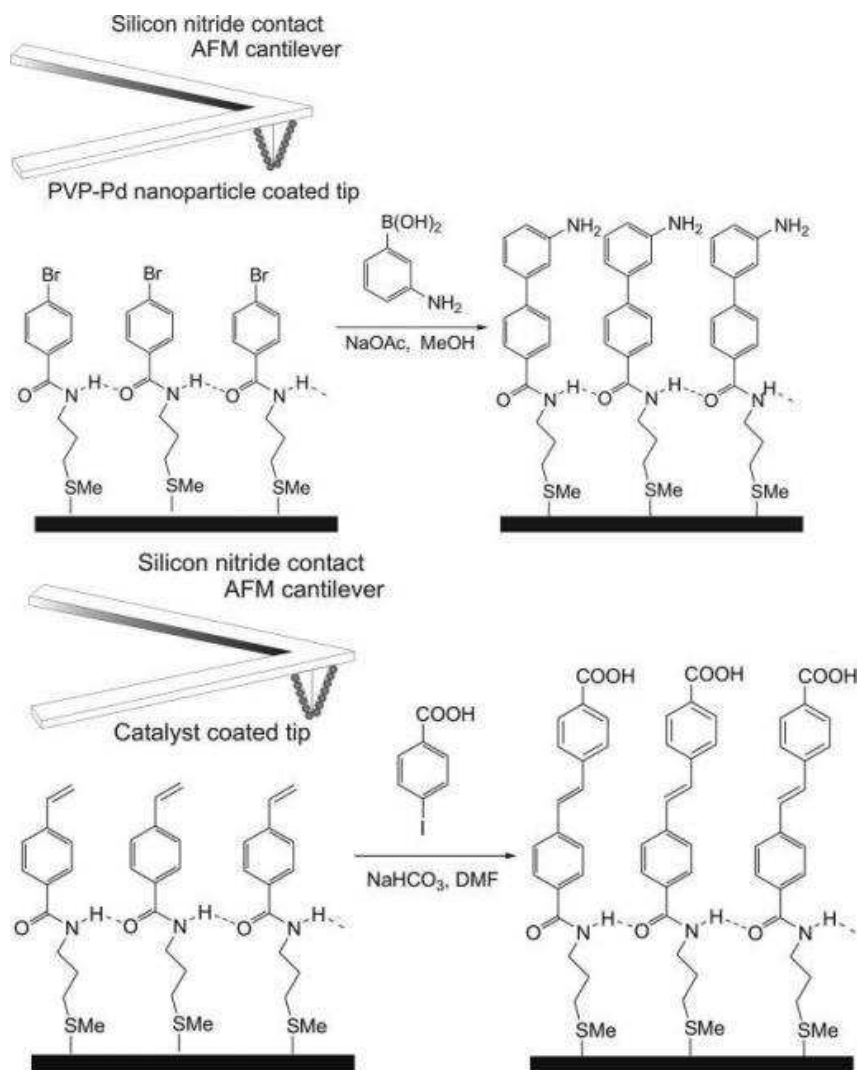 Silicon nitride contact
AFM cantilever
PVP-Pd nanoparticle coated tip
B(OH)2
NH2
NaOAc, MeOH
Br Br Br
O N H O N H O N H
SMe SMe SMe
NH2 NH2 NH2
O N H O N H O N H
SMe SMe SMe
Silicon nitride contact
AFM cantilever
Catalyst coated tip
COOH
I
NaHCO3, DMF
O N H O N H O N H
SMe SMe SMe
COOH COOH COOH
O N H O N H O N H
SMe SMe SMe